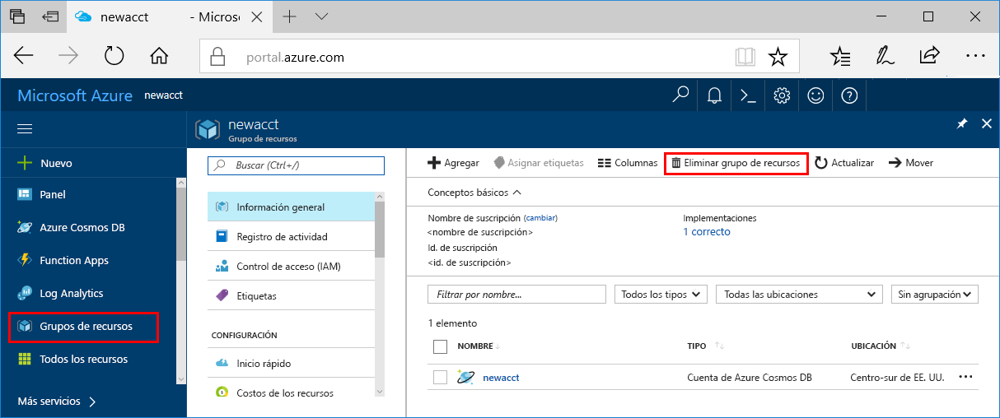 newacct - Microso
portal.azure.com
Microsoft Azure newacct
newacct
Grupo de recursos
Nuevo
Panel
Azure Cosmos DB
Function Apps
Log Analytics
Grupos de recursos
Todos los recursos
Más servicios
Buscar (Ctrl+/)
Información general
Registro de actividad
Control de acceso (IAM)
Etiquetas
CONFIGURACIÓN
Inicio rápido
Costos de los recursos
Agregar Asignar etiquetas Columnas Eliminar grupo de recursos Actualizar Mover
Conceptos básicos
Nombre de suscripción (cambiar)
<nombre de suscripción>
Id. de suscripción
<id. de suscripción>
Implementaciones
1 correcto
Filtrar por nombre... Todos los tipos Todas las ubicaciones Sin agrupación
1 elemento
NOMBRE TIPO UBICACIÓN
newacct Cuenta de Azure Cosmos DB Centro-sur de EE. UU.